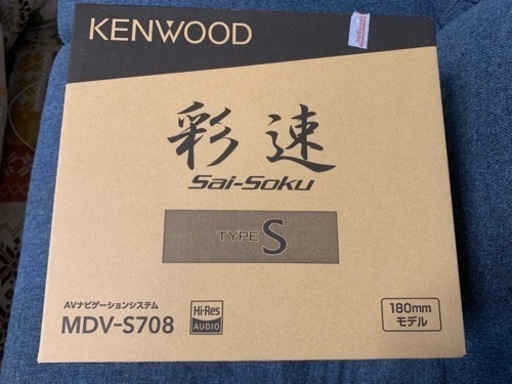 KENWOOD
彩速
Sai-Soku
TYPE S
AVナビゲーションシステム
MDV-S708
Hi-Res
AUDIO
180mm
モデル